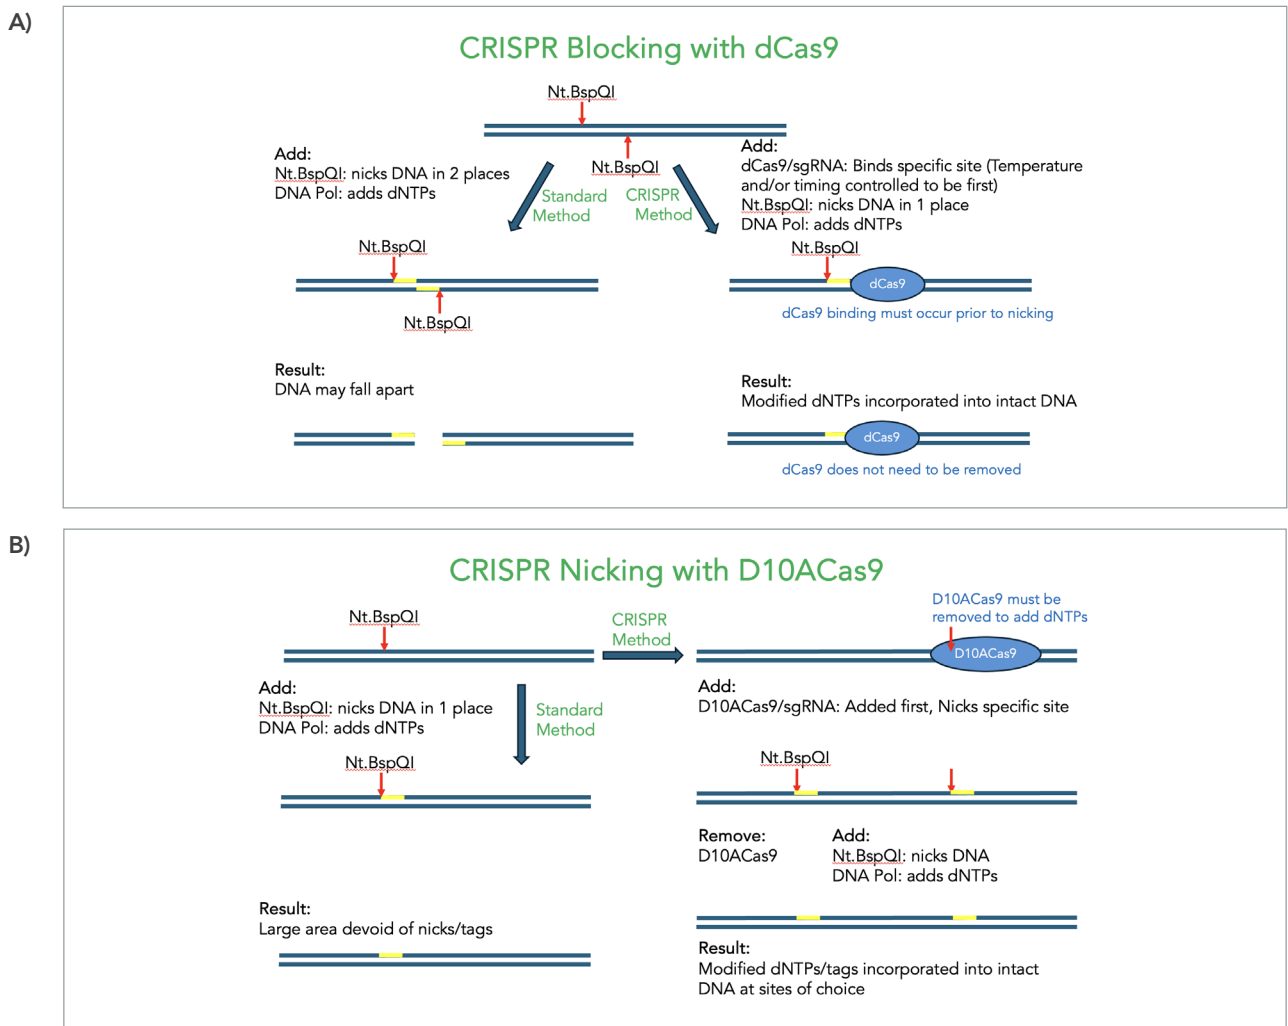 A)
CRISPR Blocking with dCas9
Nt.BspQI
Nt.BspQI
Add:
Nt.BspQI: nicks DNA in 2 places
DNA Pol: adds dNTPs
Standard
Method
CRISPR
Method
Add:
dCas9/sgRNA: Binds specific site (Temperature
and/or timing controlled to be first)
Nt.BspQI: nicks DNA in 1 place
DNA Pol: adds dNTPs
Nt.BspQI
Nt.BspQI
Nt.BspQI
dCas9
dCas9 binding must occur prior to nicking
Result:
DNA may fall apart
Result:
Modified dNTPs incorporated into intact DNA
dCas9
dCas9 does not need to be removed
B)
CRISPR Nicking with D10ACas9
Nt.BspQI
CRISPR
Method
D10ACas9 must be
removed to add dNTPs
D10ACas9
Add:
Nt.BspQI: nicks DNA in 1 place
DNA Pol: adds dNTPs
Standard
Method
Add:
D10ACas9/sgRNA: Added first, Nicks specific site
Nt.BspQI
Nt.BspQI
Remove:
D10ACas9
Add:
Nt.BspQI: nicks DNA
DNA Pol: adds dNTPs
Result:
Large area devoid of nicks/tags
Result:
Modified dNTPs/tags incorporated into intact
DNA at sites of choice